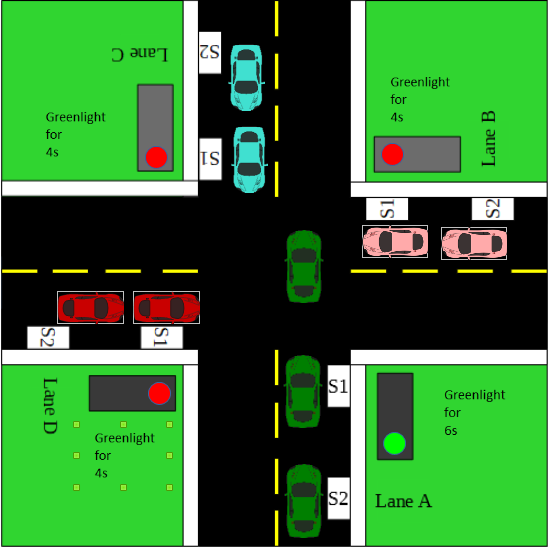 Lane C
S2
Greenlight
for
4s
S1
Greenlight
for
4s
Lane B
S1
S2
S2
S1
Lane D
Greenlight
for
4s
S1
S2
Greenlight
for
6s
Lane A